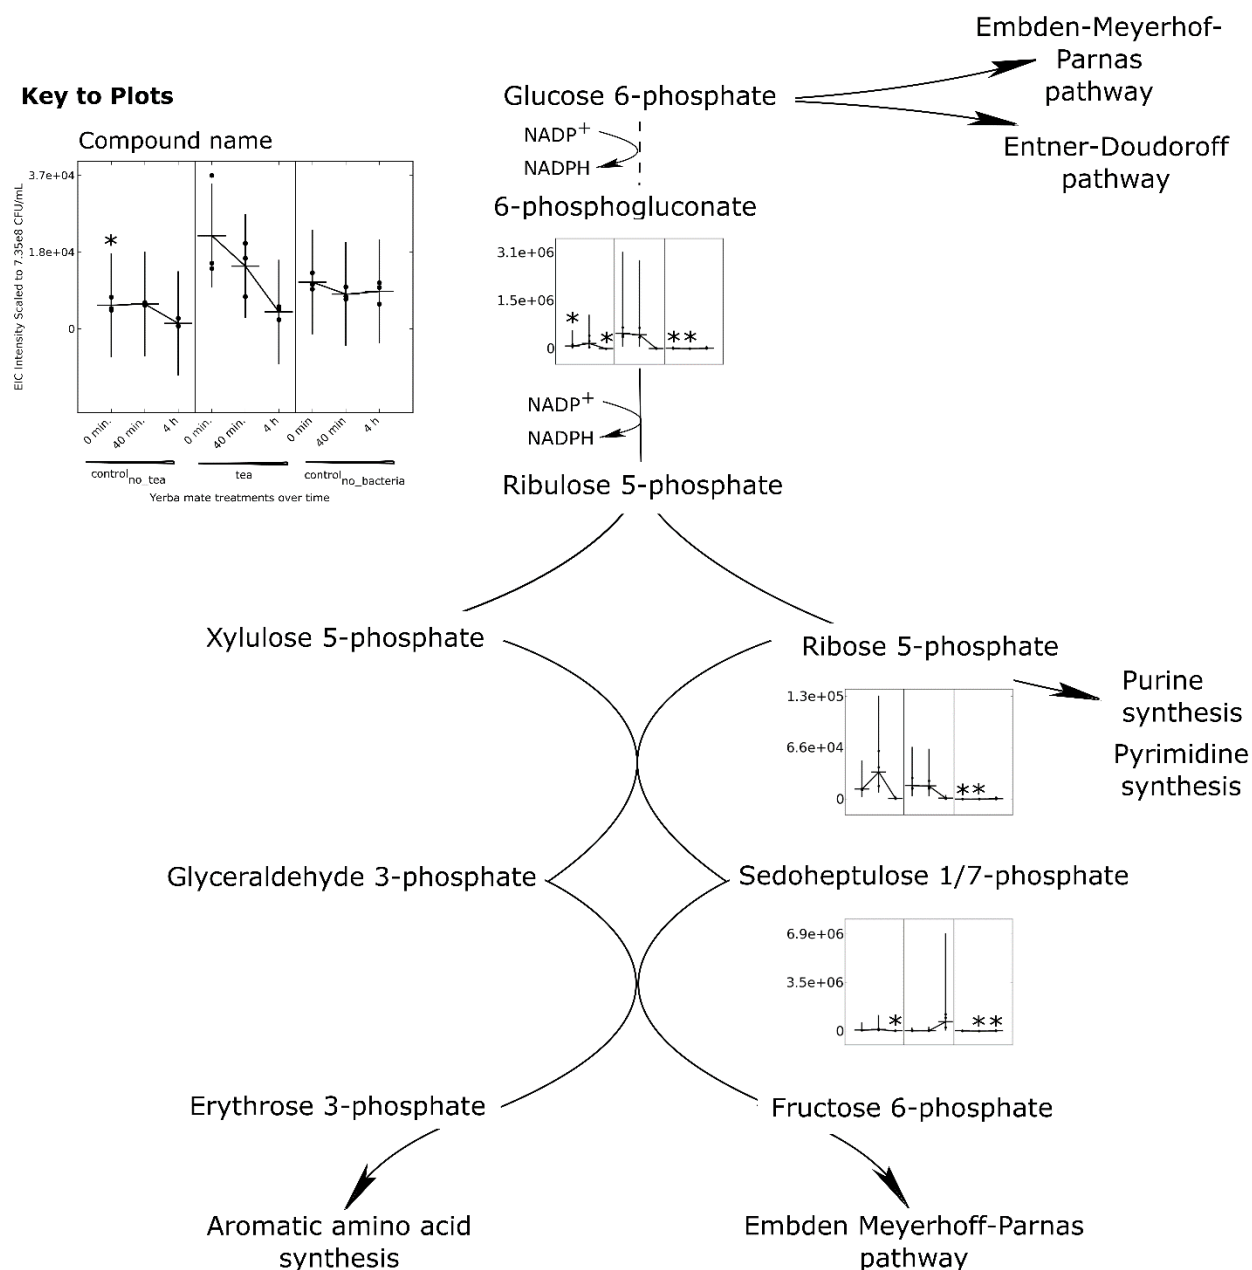 Key to Plots
Compound name
EIC Intensity Scaled to 7.35e8 CFU/mL
3.7e+04
1.8e+04
0
*
0 min.
40 min.
4 h
0 min.
40 min.
4 h
0 min
40 min.
4 h
control no_tea
tea
control no_bacteria
Yerba mate treatments over time
Glucose 6-phosphate
Embden-Meyerhof-
Parnas
pathway
Entner-Doudoroff
pathway
NADP+
NADPH
6-phosphogluconate
3.1e+06
1.5e+06
0
* * **
NADP+
NADPH
Ribulose 5-phosphate
Xylulose 5-phosphate
Ribose 5-phosphate
Purine
synthesis
Pyrimidine
synthesis
1.3e+05
6.6e+04
0
**
Glyceraldehyde 3-phosphate
Sedoheptulose 1/7-phosphate
6.9e+06
3.5e+06
0
* **
Erythrose 3-phosphate
Fructose 6-phosphate
Aromatic amino acid
synthesis
Embden Meyerhoff-Parnas
pathway